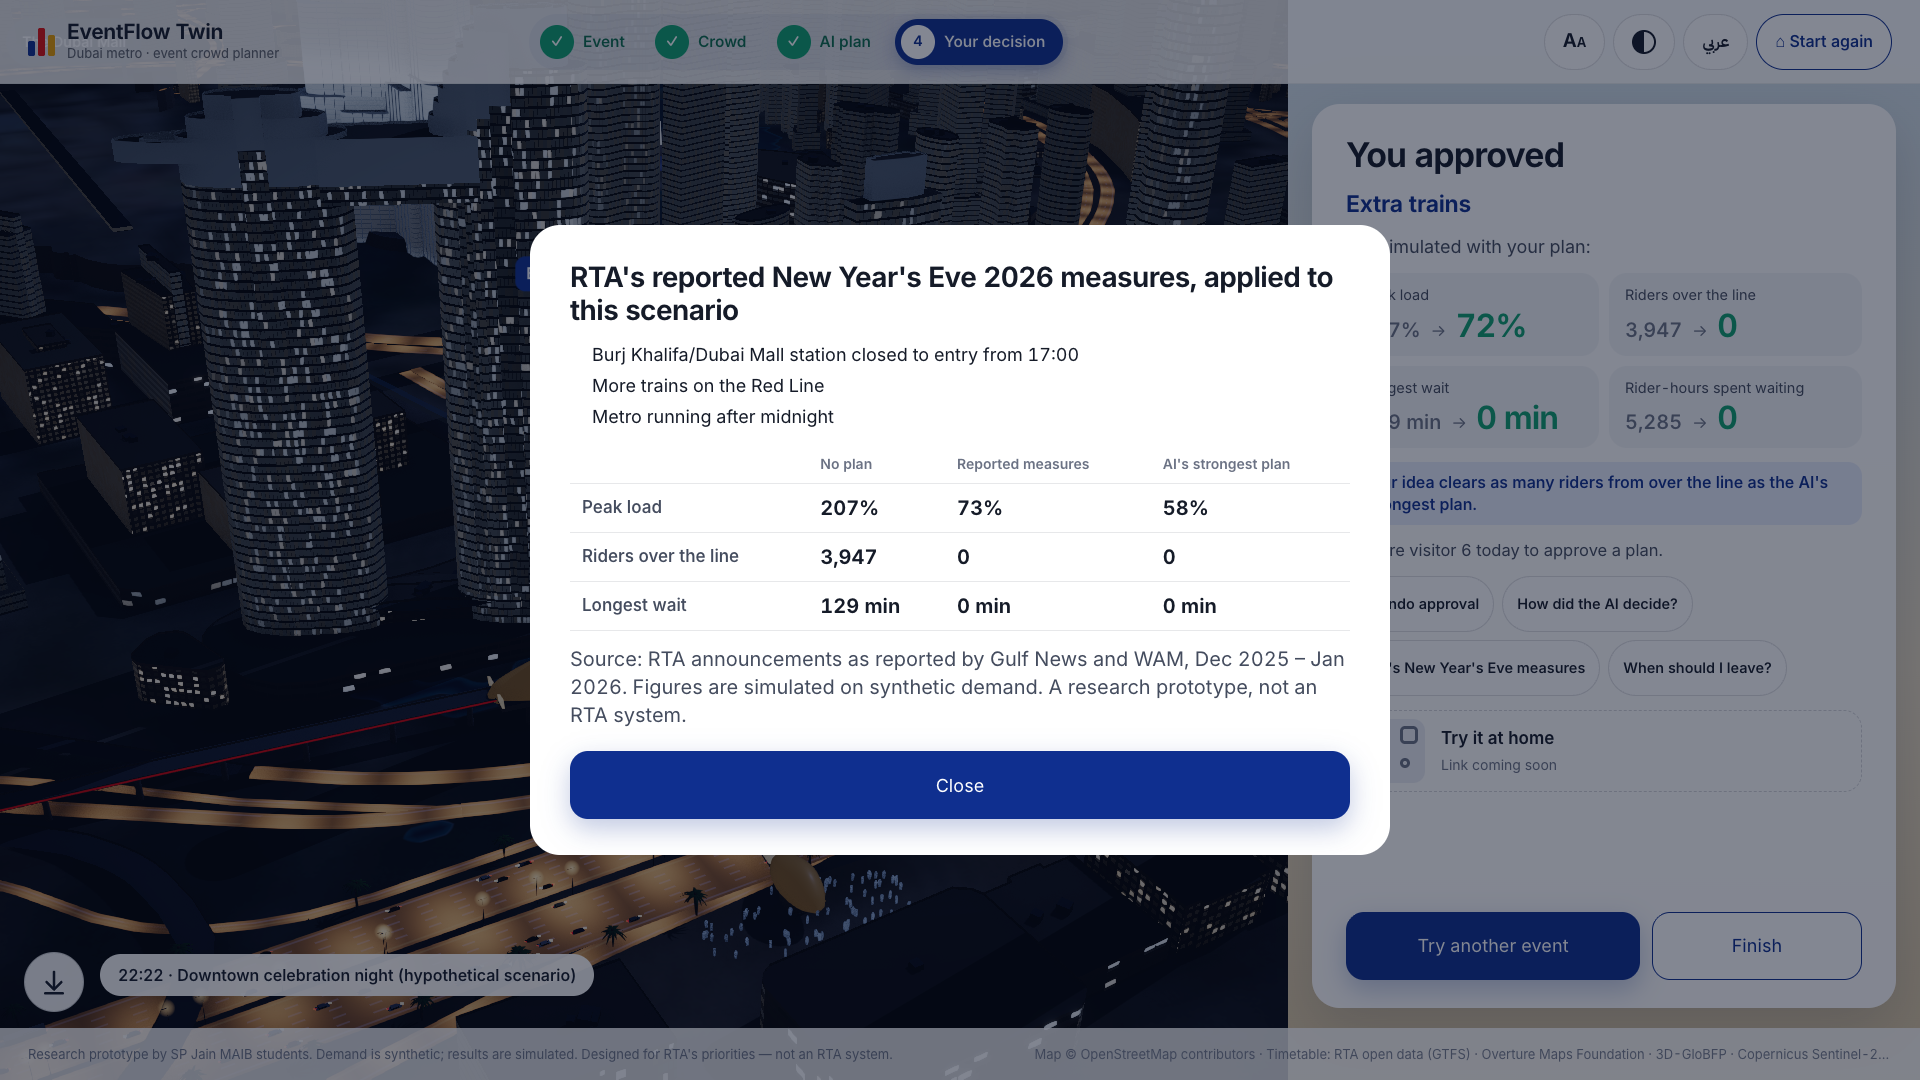 EventFlow Twin
Dubai metro · event crowd planner
Event
Crowd
AI plan
4
Your decision
AA
عربي
⌂ Start again
You approved
Extra trains
imulated with your plan:
k load
7% → 72%
Riders over the line
3,947 → 0
gest wait
9 min → 0 min
Rider-hours spent waiting
5,285 → 0
r idea clears as many riders from over the line as the AI's
ongest plan.
re visitor 6 today to approve a plan.
ndo approval
How did the AI decide?
's New Year's Eve measures
When should I leave?
Try it at home
Link coming soon
Try another event
Finish
RTA's reported New Year's Eve 2026 measures, applied to
this scenario
Burj Khalifa/Dubai Mall station closed to entry from 17:00
More trains on the Red Line
Metro running after midnight
No plan
Reported measures
AI's strongest plan
Peak load
207%
73%
58%
Riders over the line
3,947
0
0
Longest wait
129 min
0 min
0 min
Source: RTA announcements as reported by Gulf News and WAM, Dec 2025 – Jan
2026. Figures are simulated on synthetic demand. A research prototype, not an
RTA system.
Close
22:22 · Downtown celebration night (hypothetical scenario)
Research prototype by SP Jain MAIB students. Demand is synthetic; results are simulated. Designed for RTA's priorities — not an RTA system.
Map © OpenStreetMap contributors · Timetable: RTA open data (GTFS) · Overture Maps Foundation · 3D-GloBFP · Copernicus Sentinel-2…